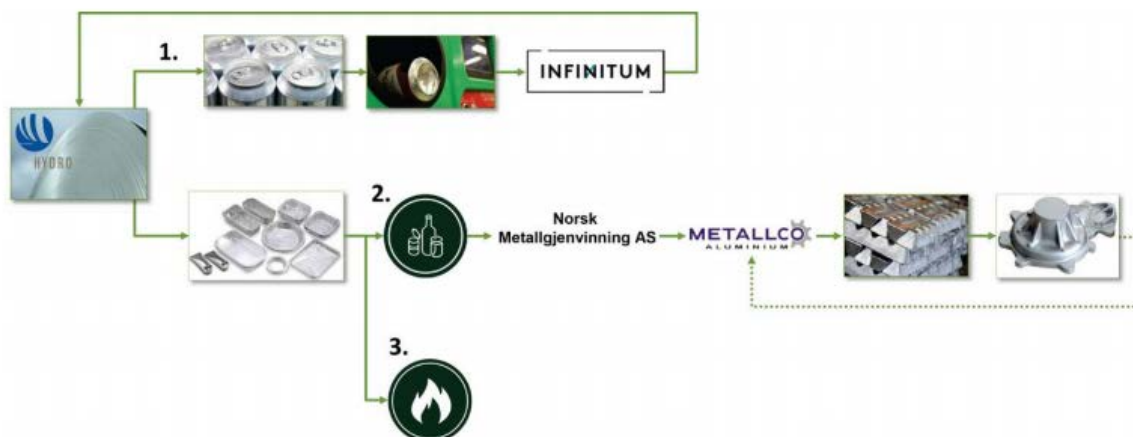 1.
INFINITUM
HYDRO
2.
Norsk
Metallgjenvinning AS
METALLCO
ALUMINIUM
3.